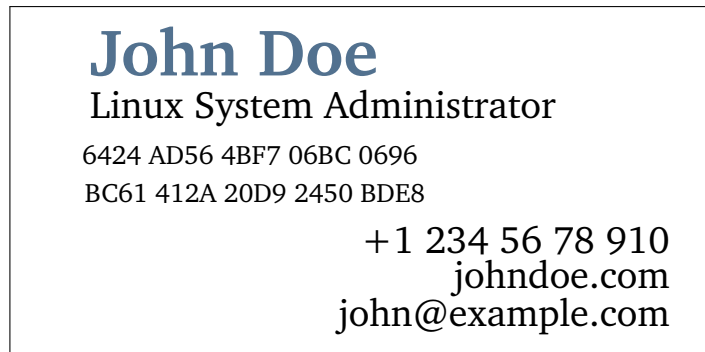 John Doe
Linux System Administrator
6424 AD56 4BF7 06BC 0696
BC61 412A 20D9 2450 BDE8
+1 234 56 78 910
johndoe.com
john@example.com